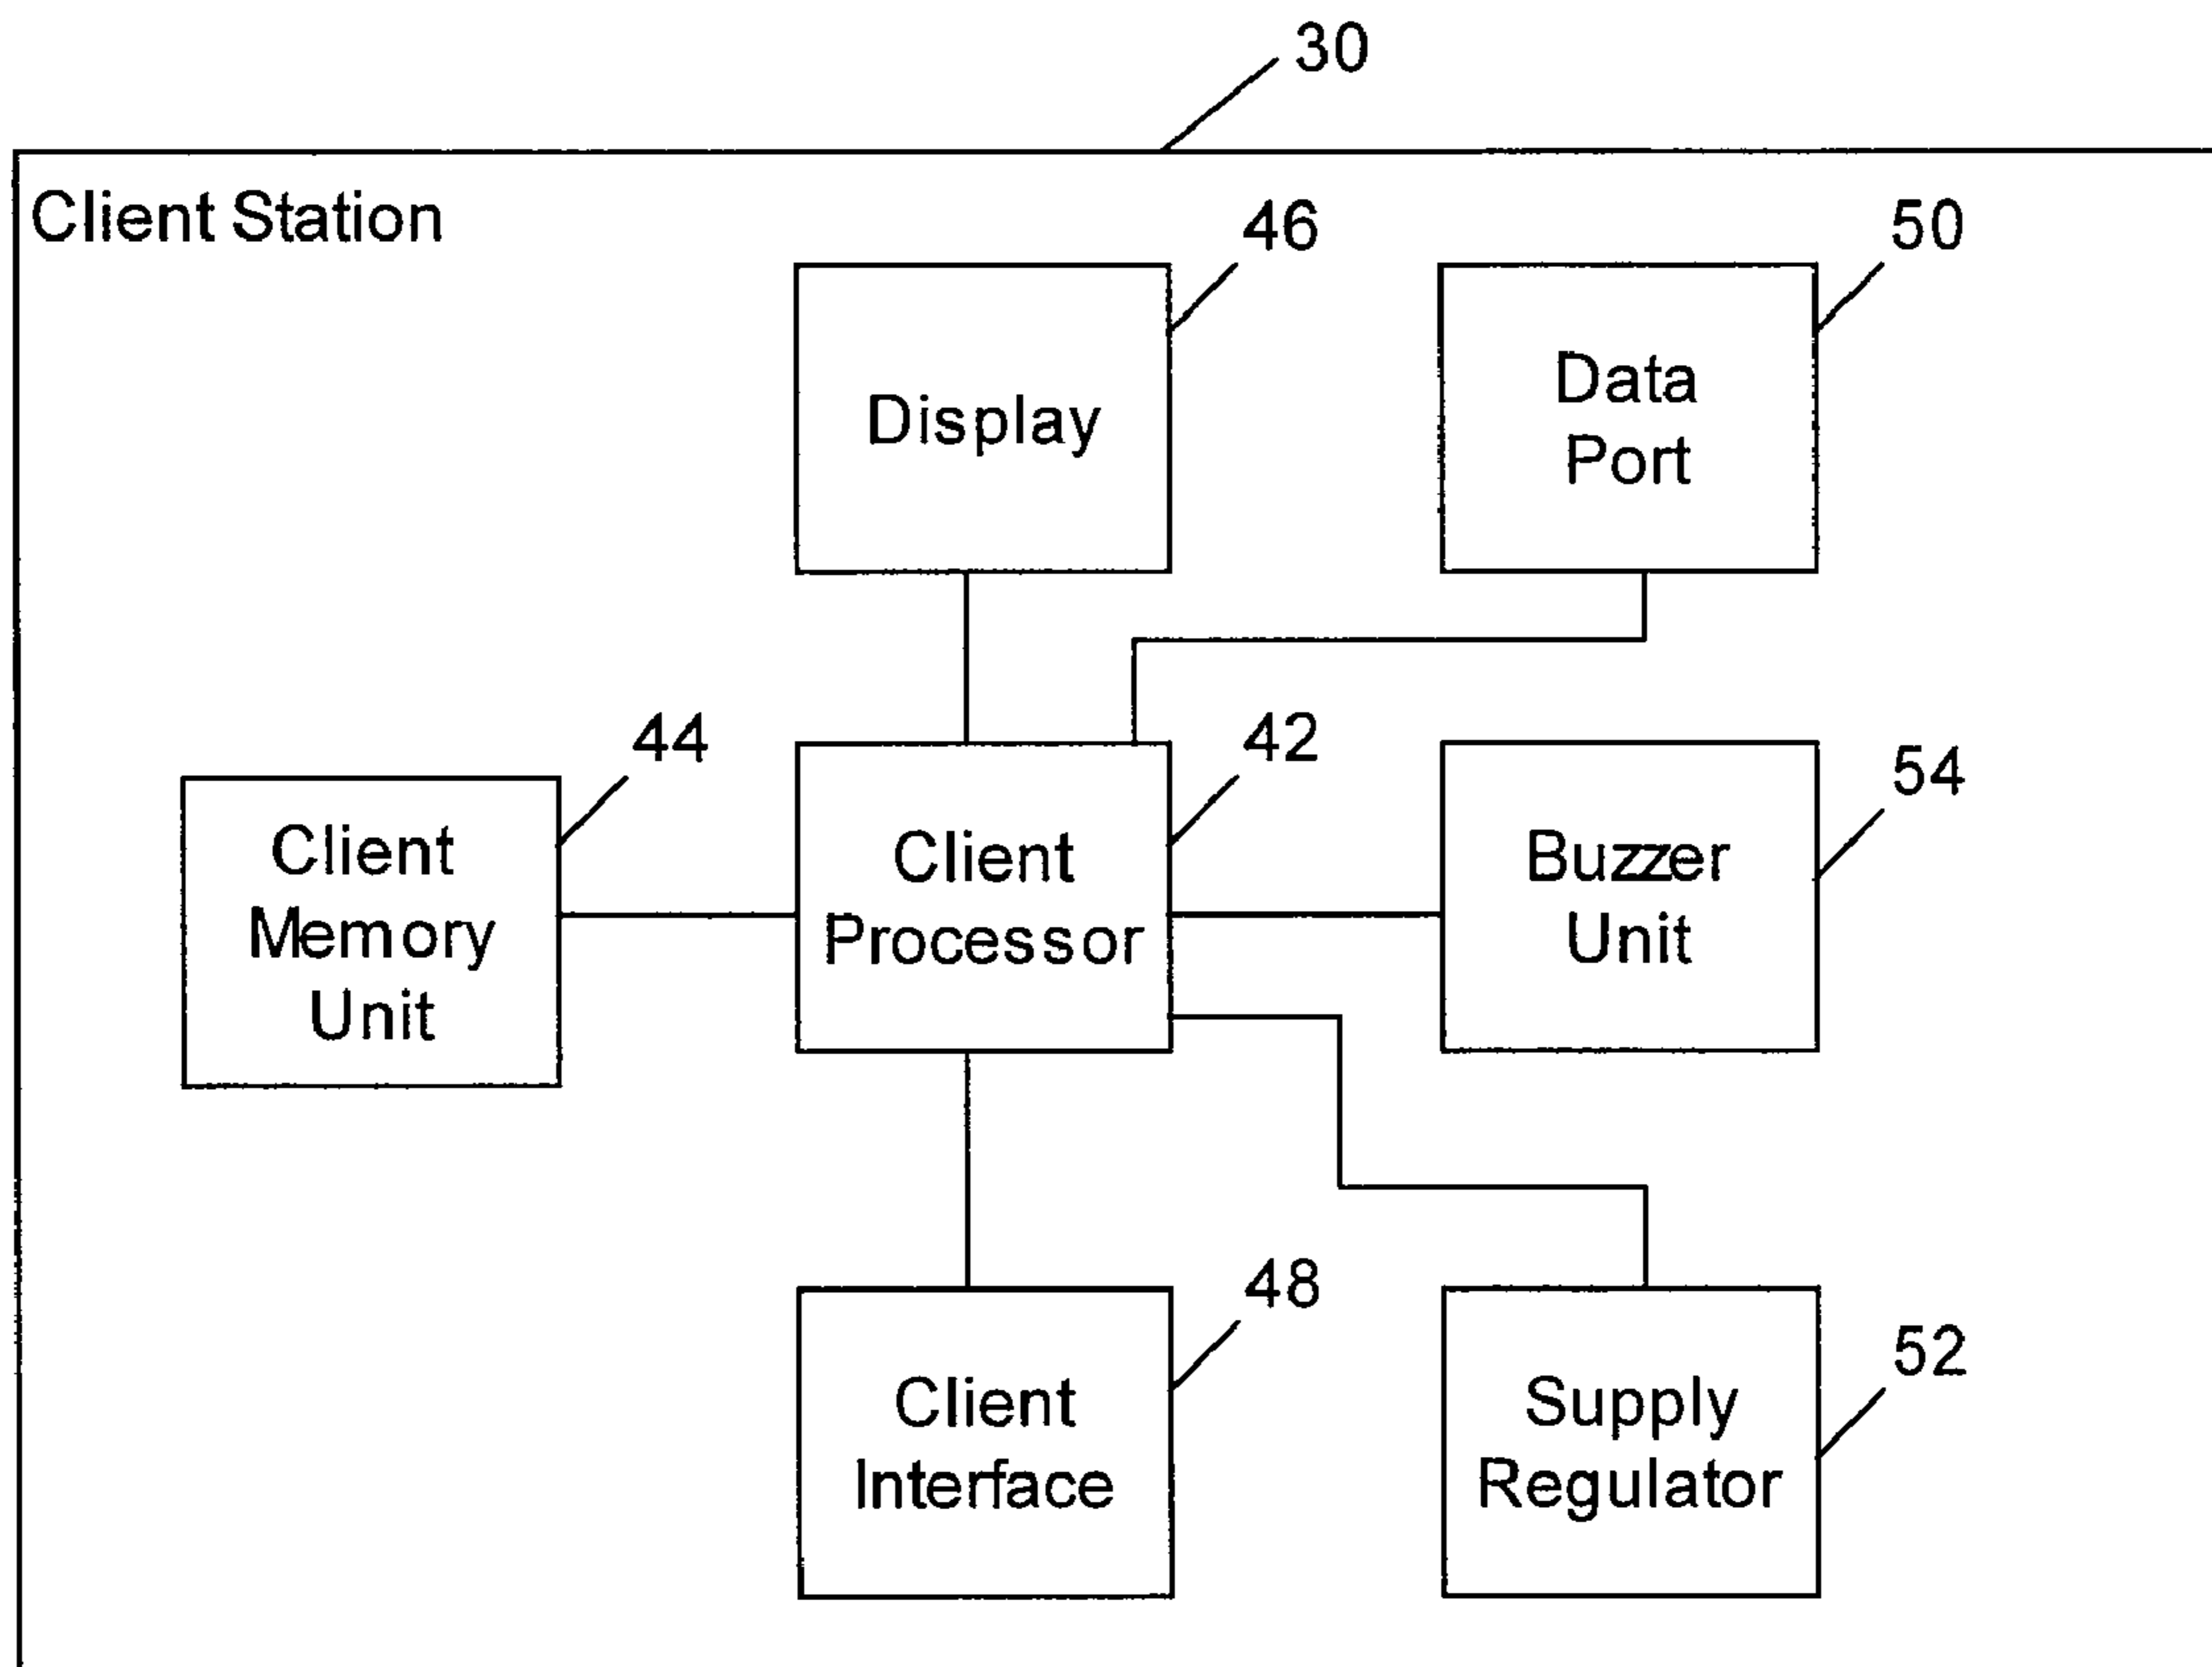 30
Client Station
46
50
Display
Data
Port
44
42
54
Client
Memory
Unit
Client
Processor
Buzzer
Unit
48
52
Client
Interface
Supply
Regulator